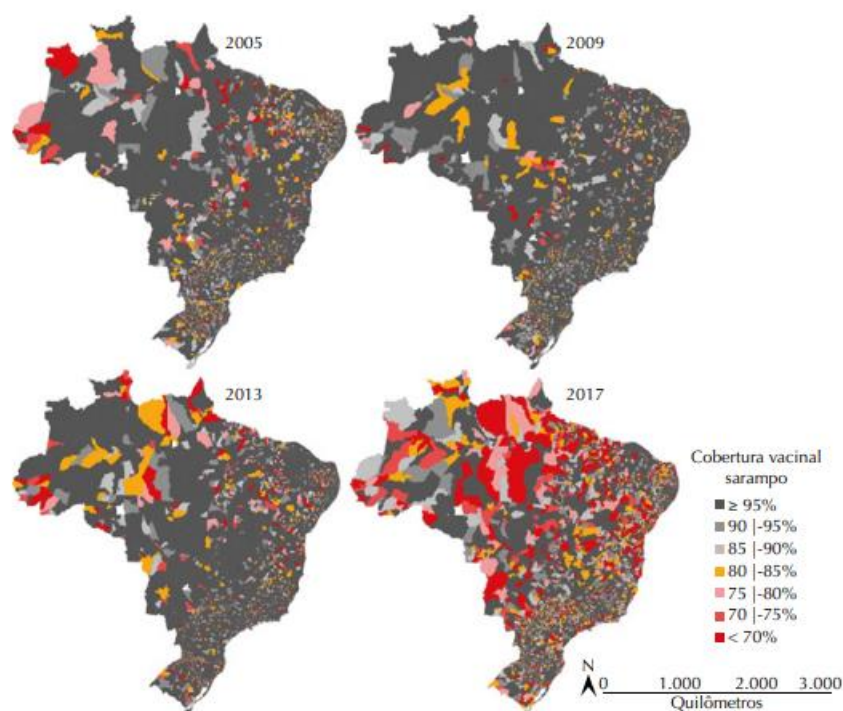 2005
2009
2013
2017
Cobertura vacinal
sarampo
≥ 95%
90 |-95%
85 |-90%
80 |-85%
75 |-80%
70 |-75%
< 70%
N
0 1.000 2.000 3.000
Quilômetros